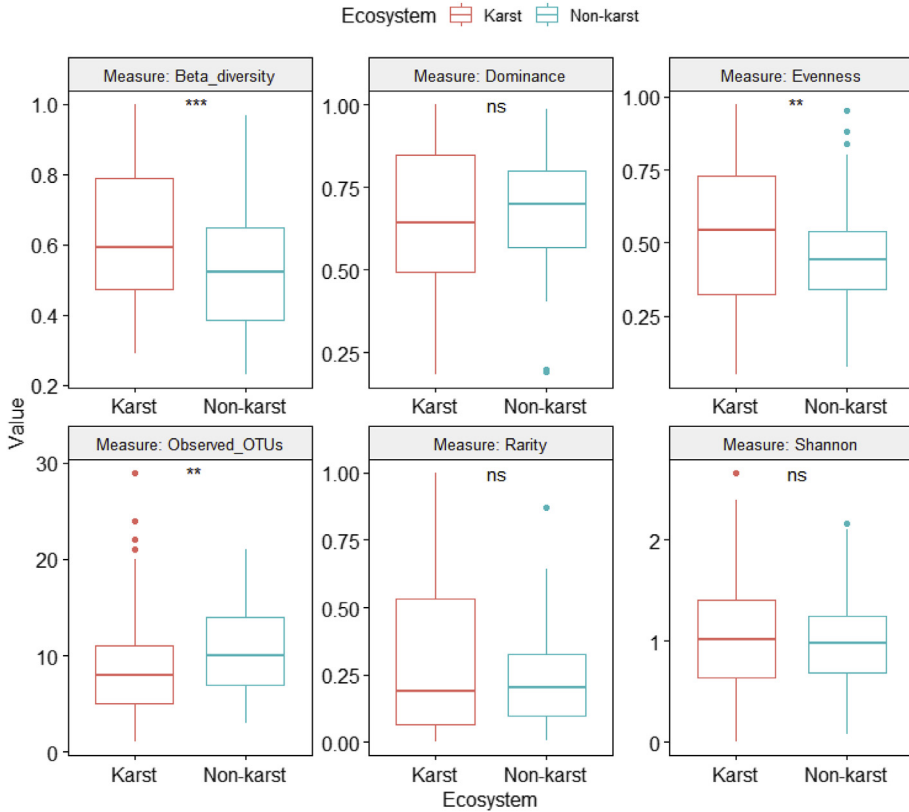 Ecosystem Karst Non-karst
Measure: Beta_diversity Measure: Dominance Measure: Evenness
*** ns **
1.0 0.8 0.6 0.4 0.2
1.00 0.75 0.50 0.25
1.00 0.75 0.50 0.25
Karst Non-karst Karst Non-karst Karst Non-karst
Value
Measure: Observed_OTUs Measure: Rarity Measure: Shannon
** ns ns
30 20 10 0
1.00 0.75 0.50 0.25 0.00
2 1 0
Karst Non-karst Karst Non-karst Karst Non-karst
Ecosystem